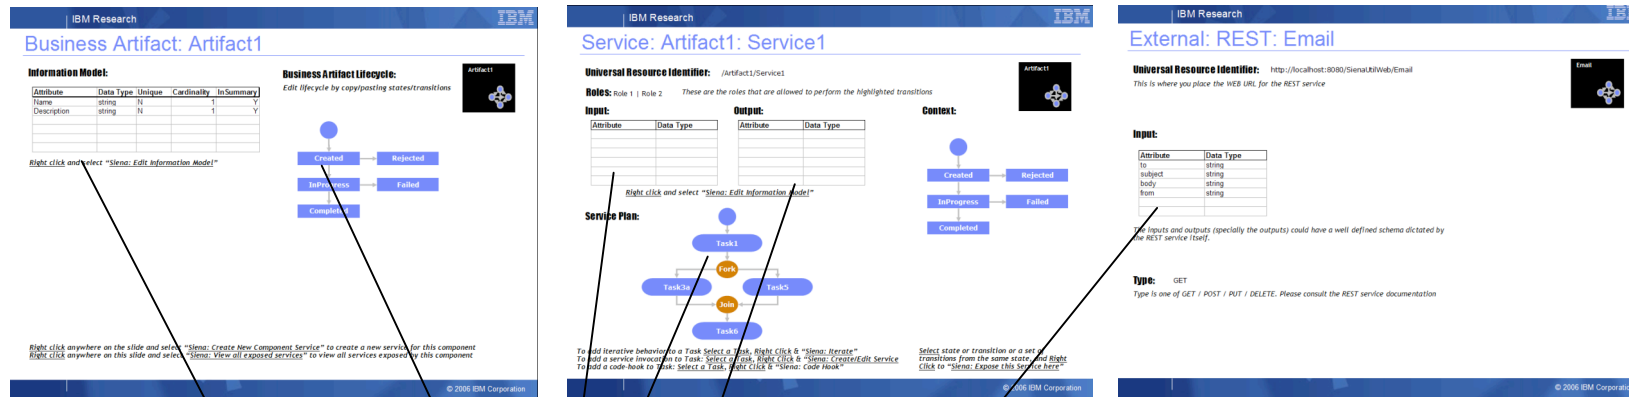 IBM Research
IBM
Business Artifact: Artifact1
Information Model:
Attribute Data Type Unique Cardinality InSummary
Name string N 1 Y
Description string N 1 Y
Right click and select “Siena: Edit Information Model”
Business Artifact Lifecycle:
Edit lifecycle by copy/pasting states/transitions
Artifact1
Created Rejected
InProgress Failed
Completed
Right click anywhere on the slide and select “Siena: Create New Component Service” to create a new service for this component
Right click anywhere on this slide and select “Siena: View all exposed services” to view all services exposed by this component
© 2006 IBM Corporation
IBM Research
IBM
Service: Artifact1: Service1
Universal Resource Identifier: /Artifact1/Service1
Roles: Role 1 | Role 2 These are the roles that are allowed to perform the highlighted transitions
Artifact1
Input: Output: Context:
Attribute Data Type Attribute Data Type
Right click and select “Siena: Edit Information Model”
Created Rejected
InProgress Failed
Completed
Service Plan:
Task1
Fork
Task3a Task5
Join
Task6
To add iterative behavior to a Task Select a Task, Right Click & “Siena: Iterate”
To add a service invocation to Task: Select a Task, Right Click & “Siena: Create/Edit Service
To add a code-hook to Task: Select a Task, Right Click & “Siena: Code Hook”
Select state or transition or a set of
transitions from the same state, and Right
Click to “Siena: Expose this Service here”
© 2006 IBM Corporation
IBM Research
IBM
External: REST: Email
Universal Resource Identifier: http://localhost:8080/SienaUtilWeb/Email
This is where you place the WEB URL for the REST service
Email
Input:
Attribute Data Type
to string
subject string
body string
from string
The inputs and outputs (specially the outputs) could have a well defined schema dictated by
the REST service itself.
Type: GET
Type is one of GET / POST / PUT / DELETE. Please consult the REST service documentation
© 2006 IBM Corporatio